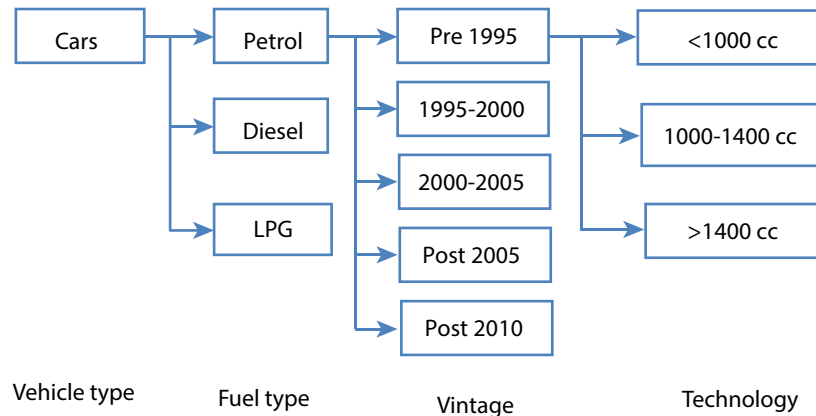 Cars
Petrol
Pre 1995
<1000 cc
Diesel
1995-2000
1000-1400 cc
2000-2005
LPG
>1400 cc
Post 2005
Post 2010
Vehicle type
Fuel type
Vintage
Technology